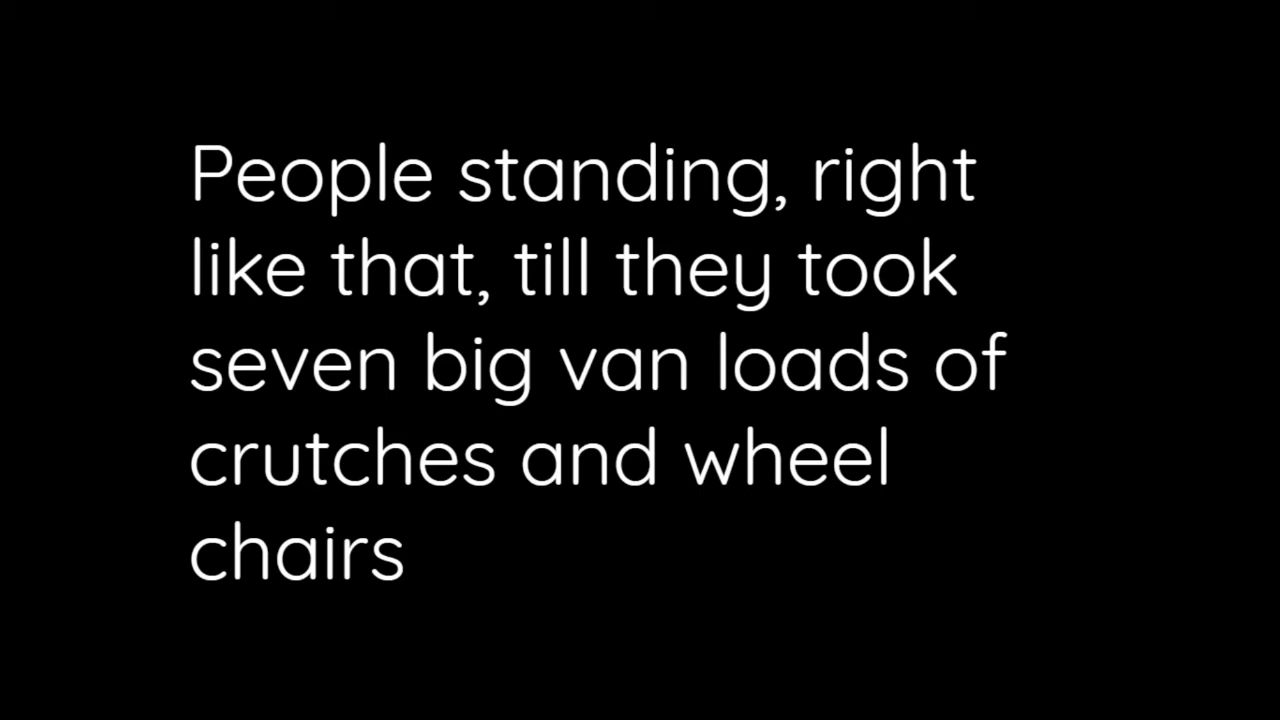 People standing, right
like that, till they took
seven big van loads of
crutches and wheel
chairs